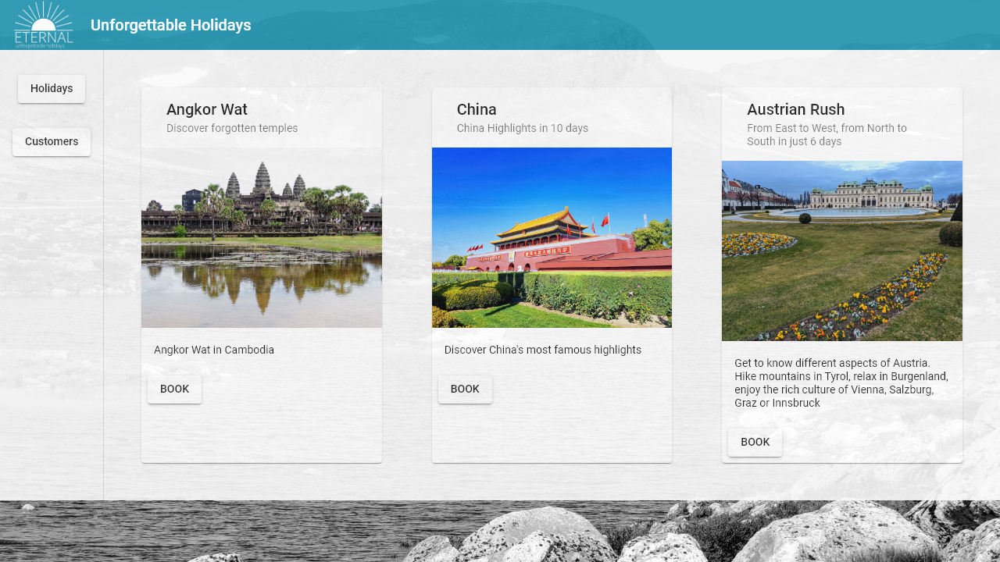 ETERNAL
unforgettable holidays
Unforgettable Holidays
Holidays
Customers
Angkor Wat
Discover forgotten temples
Angkor Wat in Cambodia
BOOK
China
China Highlights in 10 days
Discover China's most famous highlights
BOOK
Austrian Rush
From East to West, from North to
South in just 6 days
Get to know different aspects of Austria.
Hike mountains in Tyrol, relax in Burgenland,
enjoy the rich culture of Vienna, Salzburg,
Graz or Innsbruck
BOOK